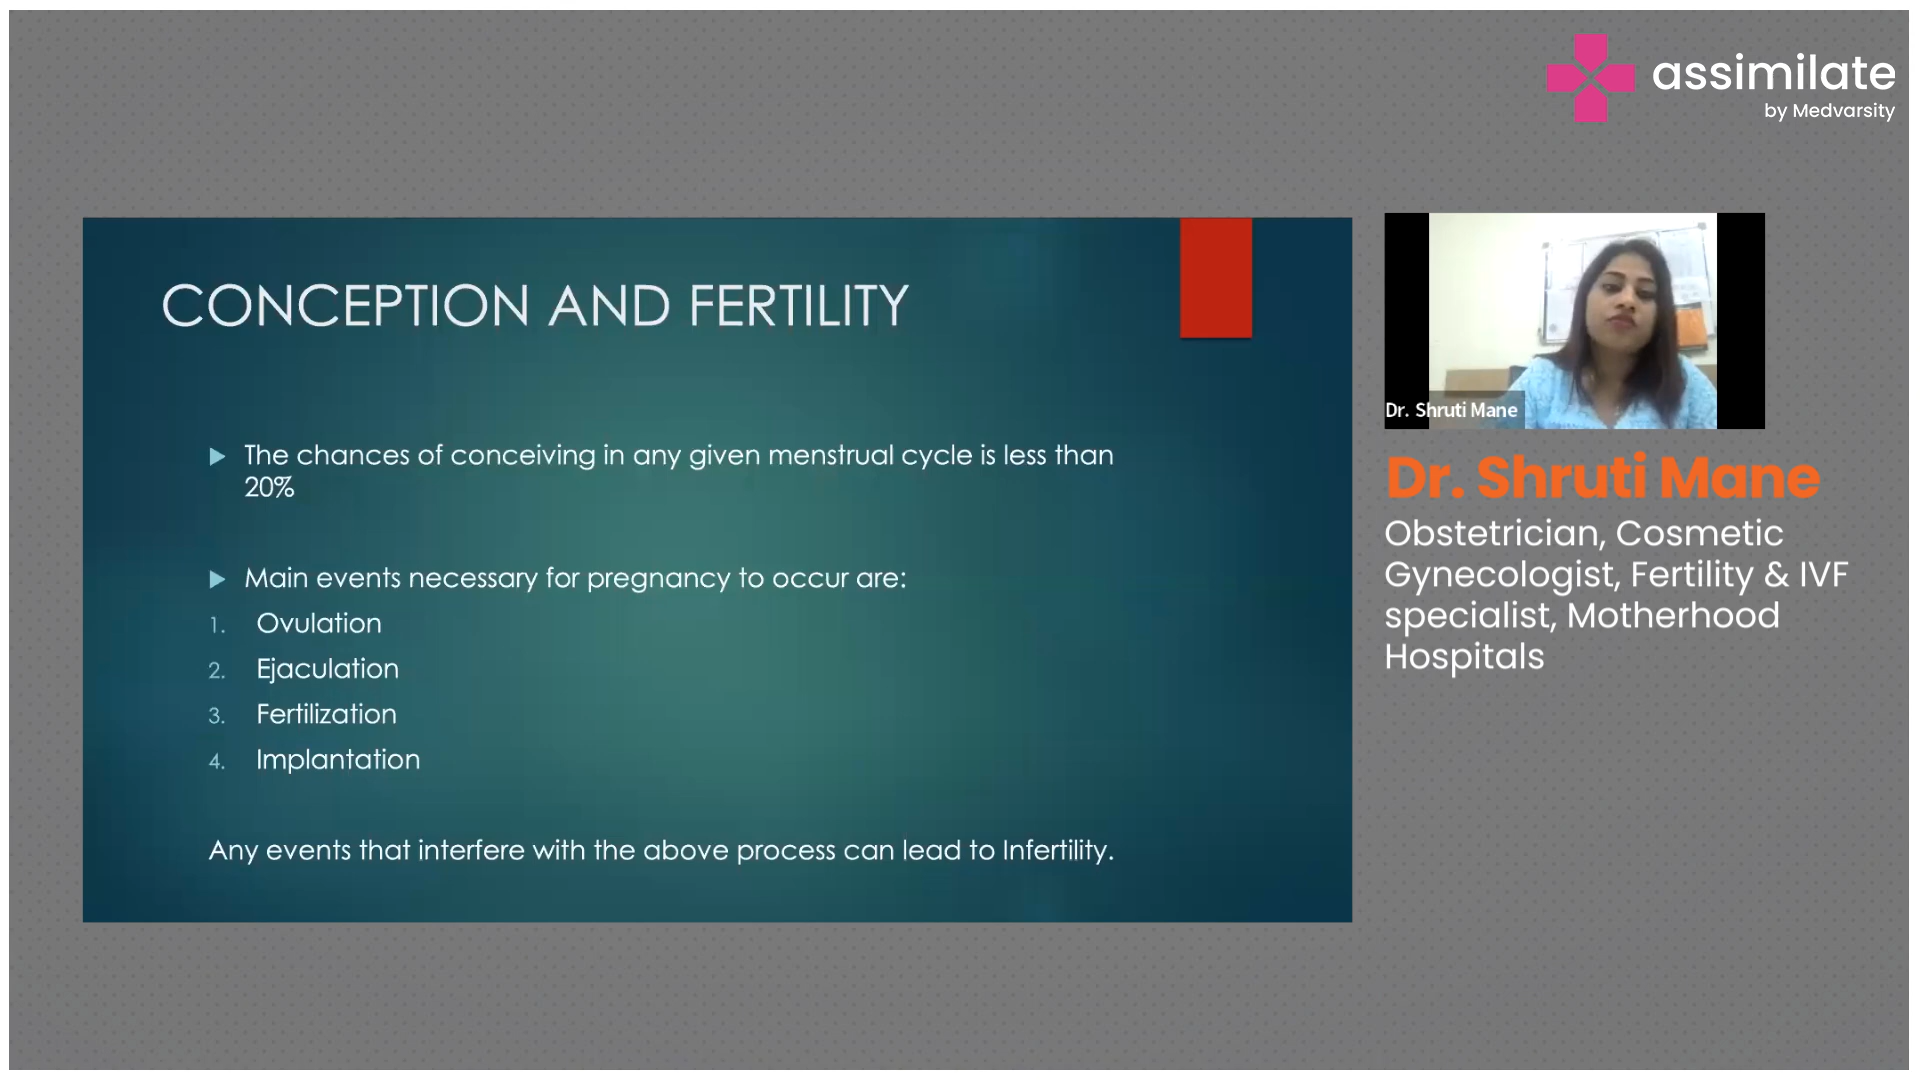 assimilate
by Medvarsity
CONCEPTION AND FERTILITY
The chances of conceiving in any given menstrual cycle is less than
20%
Main events necessary for pregnancy to occur are:
1. Ovulation
2. Ejaculation
3. Fertilization
4. Implantation
Any events that interfere with the above process can lead to Infertility.
Dr. Shruti Mane
Dr. Shruti Mane
Obstetrician, Cosmetic
Gynecologist, Fertility & IVF
specialist, Motherhood
Hospitals